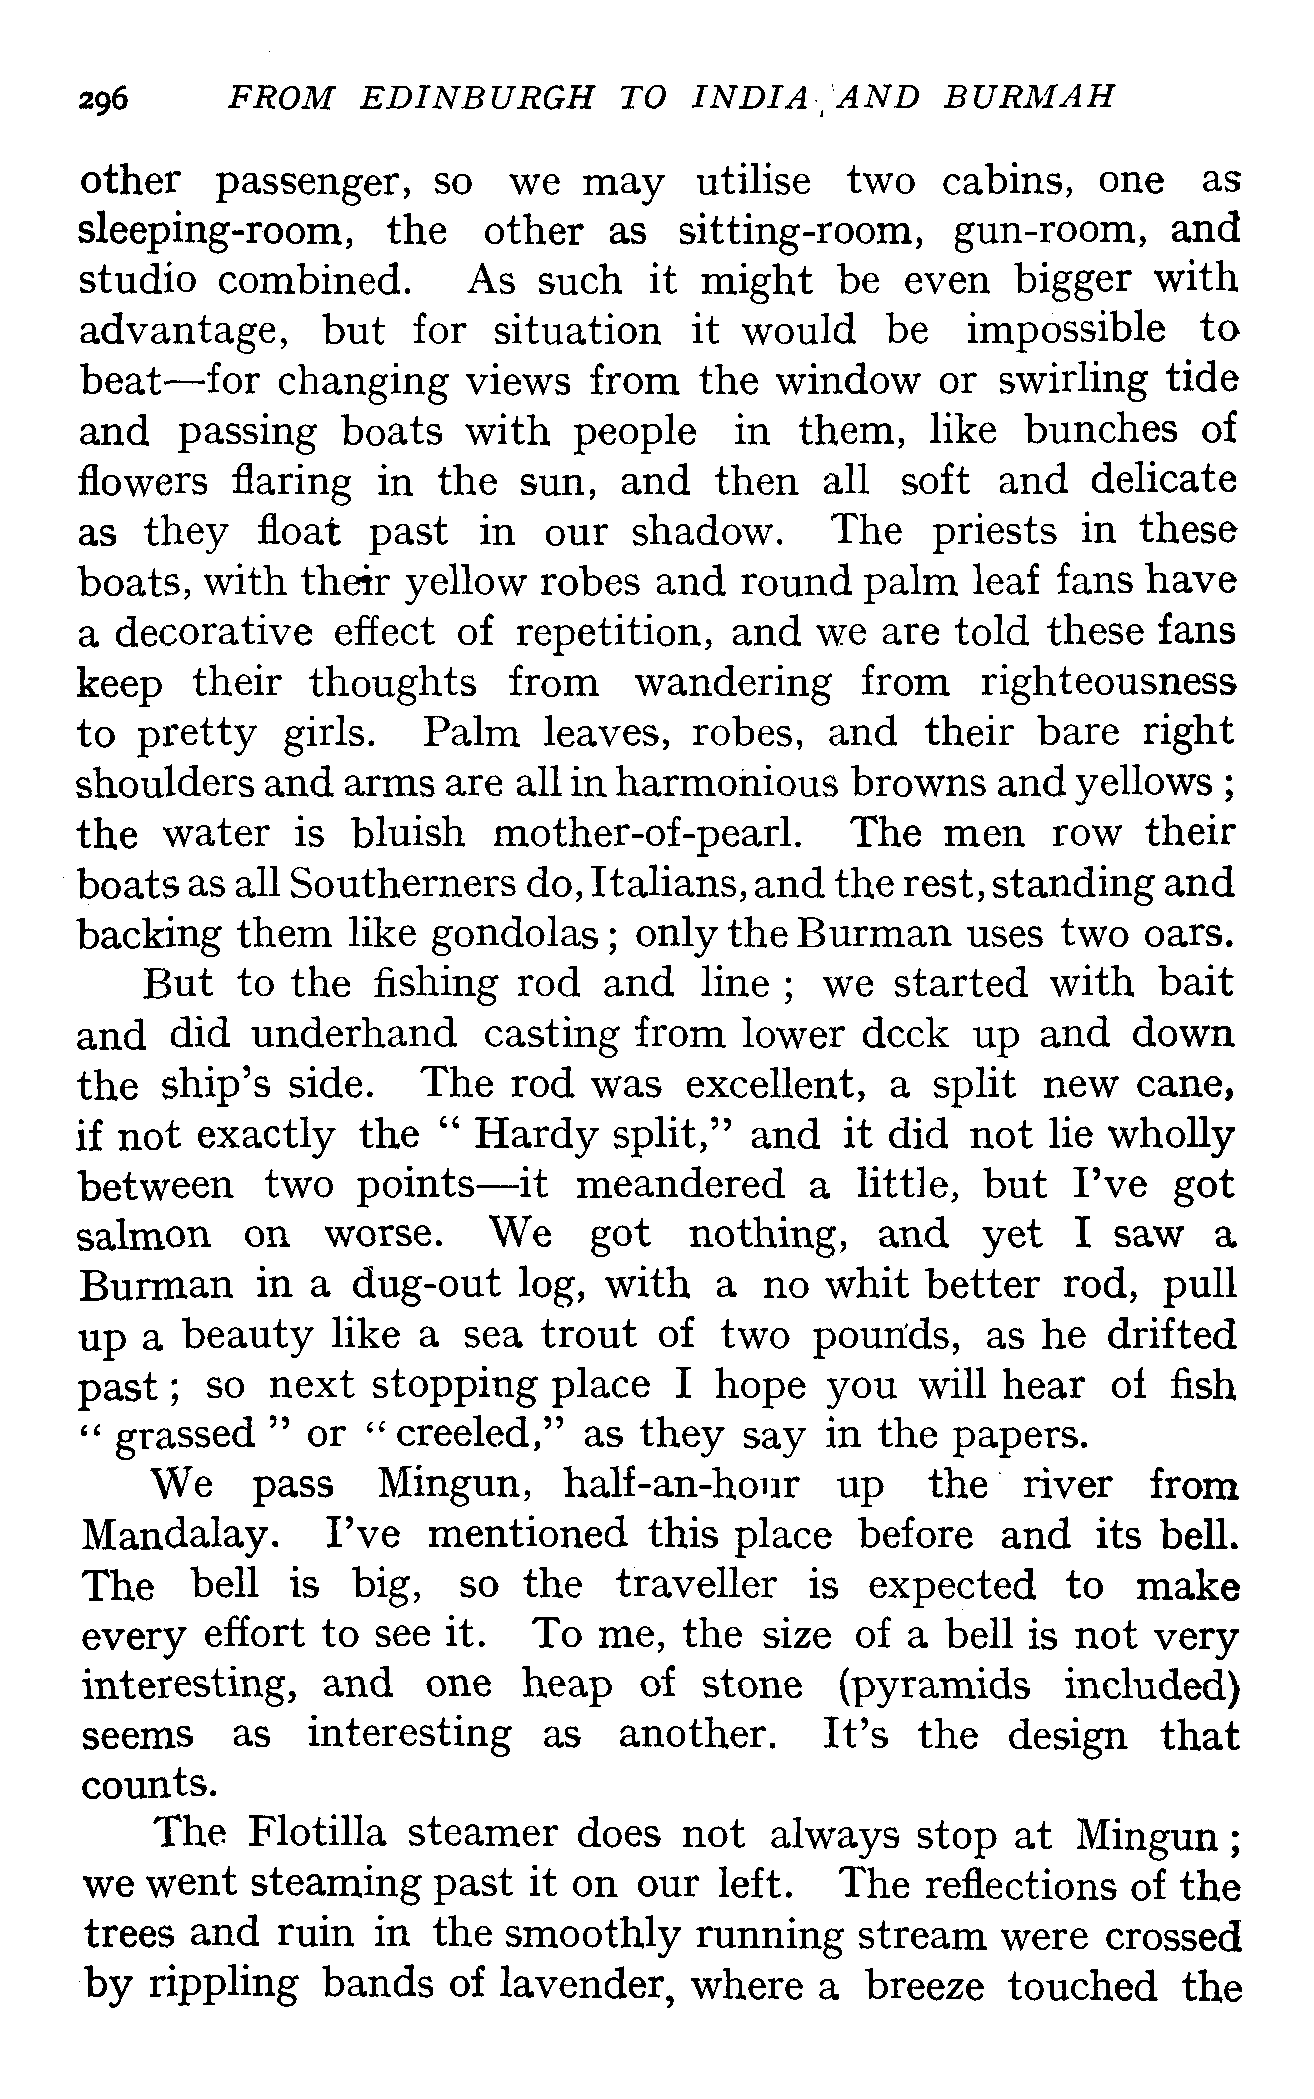 296 FROM EDINBURGH TO INDIA AND BURMAH
other passenger, so we may utilise two cabins, one as
sleeping-room, the other as sitting-room, gun-room, and
studio combined. As such it might be even bigger with
advantage, but for situation it would be impossible to
beat—for changing views from the window or swirling tide
and passing boats with people in them, like bunches of
flowers flaring in the sun, and then all soft and delicate
as they float past in our shadow. The priests in these
boats, with their yellow robes and round palm leaf fans have
a decorative effect of repetition, and we are told these fans
keep their thoughts from wandering from righteousness
to pretty girls. Palm leaves, robes, and their bare right
shoulders and arms are all in harmonious browns and yellows ;
the water is bluish mother-of-pearl. The men row their
boats as all Southerners do, Italians, and the rest, standing and
backing them like gondolas ; only the Burman uses two oars.
But to the fishing rod and line ; we started with bait
and did underhand casting from lower deck up and down
the ship's side. The rod was excellent, a split new cane,
if not exactly the " Hardy split," and it did not lie wholly
between two points—it meandered a little, but I've got
salmon on worse. We got nothing, and yet I saw a
Burman in a dug-out log, with a no whit better rod, pull
up a beauty like a sea trout of two pounds, as he drifted
past ; so next stopping place I hope you will hear of fish
" grassed " or " creeled," as they say in the papers.
We pass Mingun, half-an-hour up the river from
Mandalay. I've mentioned this place before and its bell.
The bell is big, so the traveller is expected to make
every effort to see it. To me, the size of a bell is not very
interesting, and one heap of stone (pyramids included)
seems as interesting as another. It's the design that
counts.
The Flotilla steamer does not always stop at Mingun ;
we went steaming past it on our left. The reflections of the
trees and ruin in the smoothly running stream were crossed
by rippling bands of lavender, where a breeze touched the